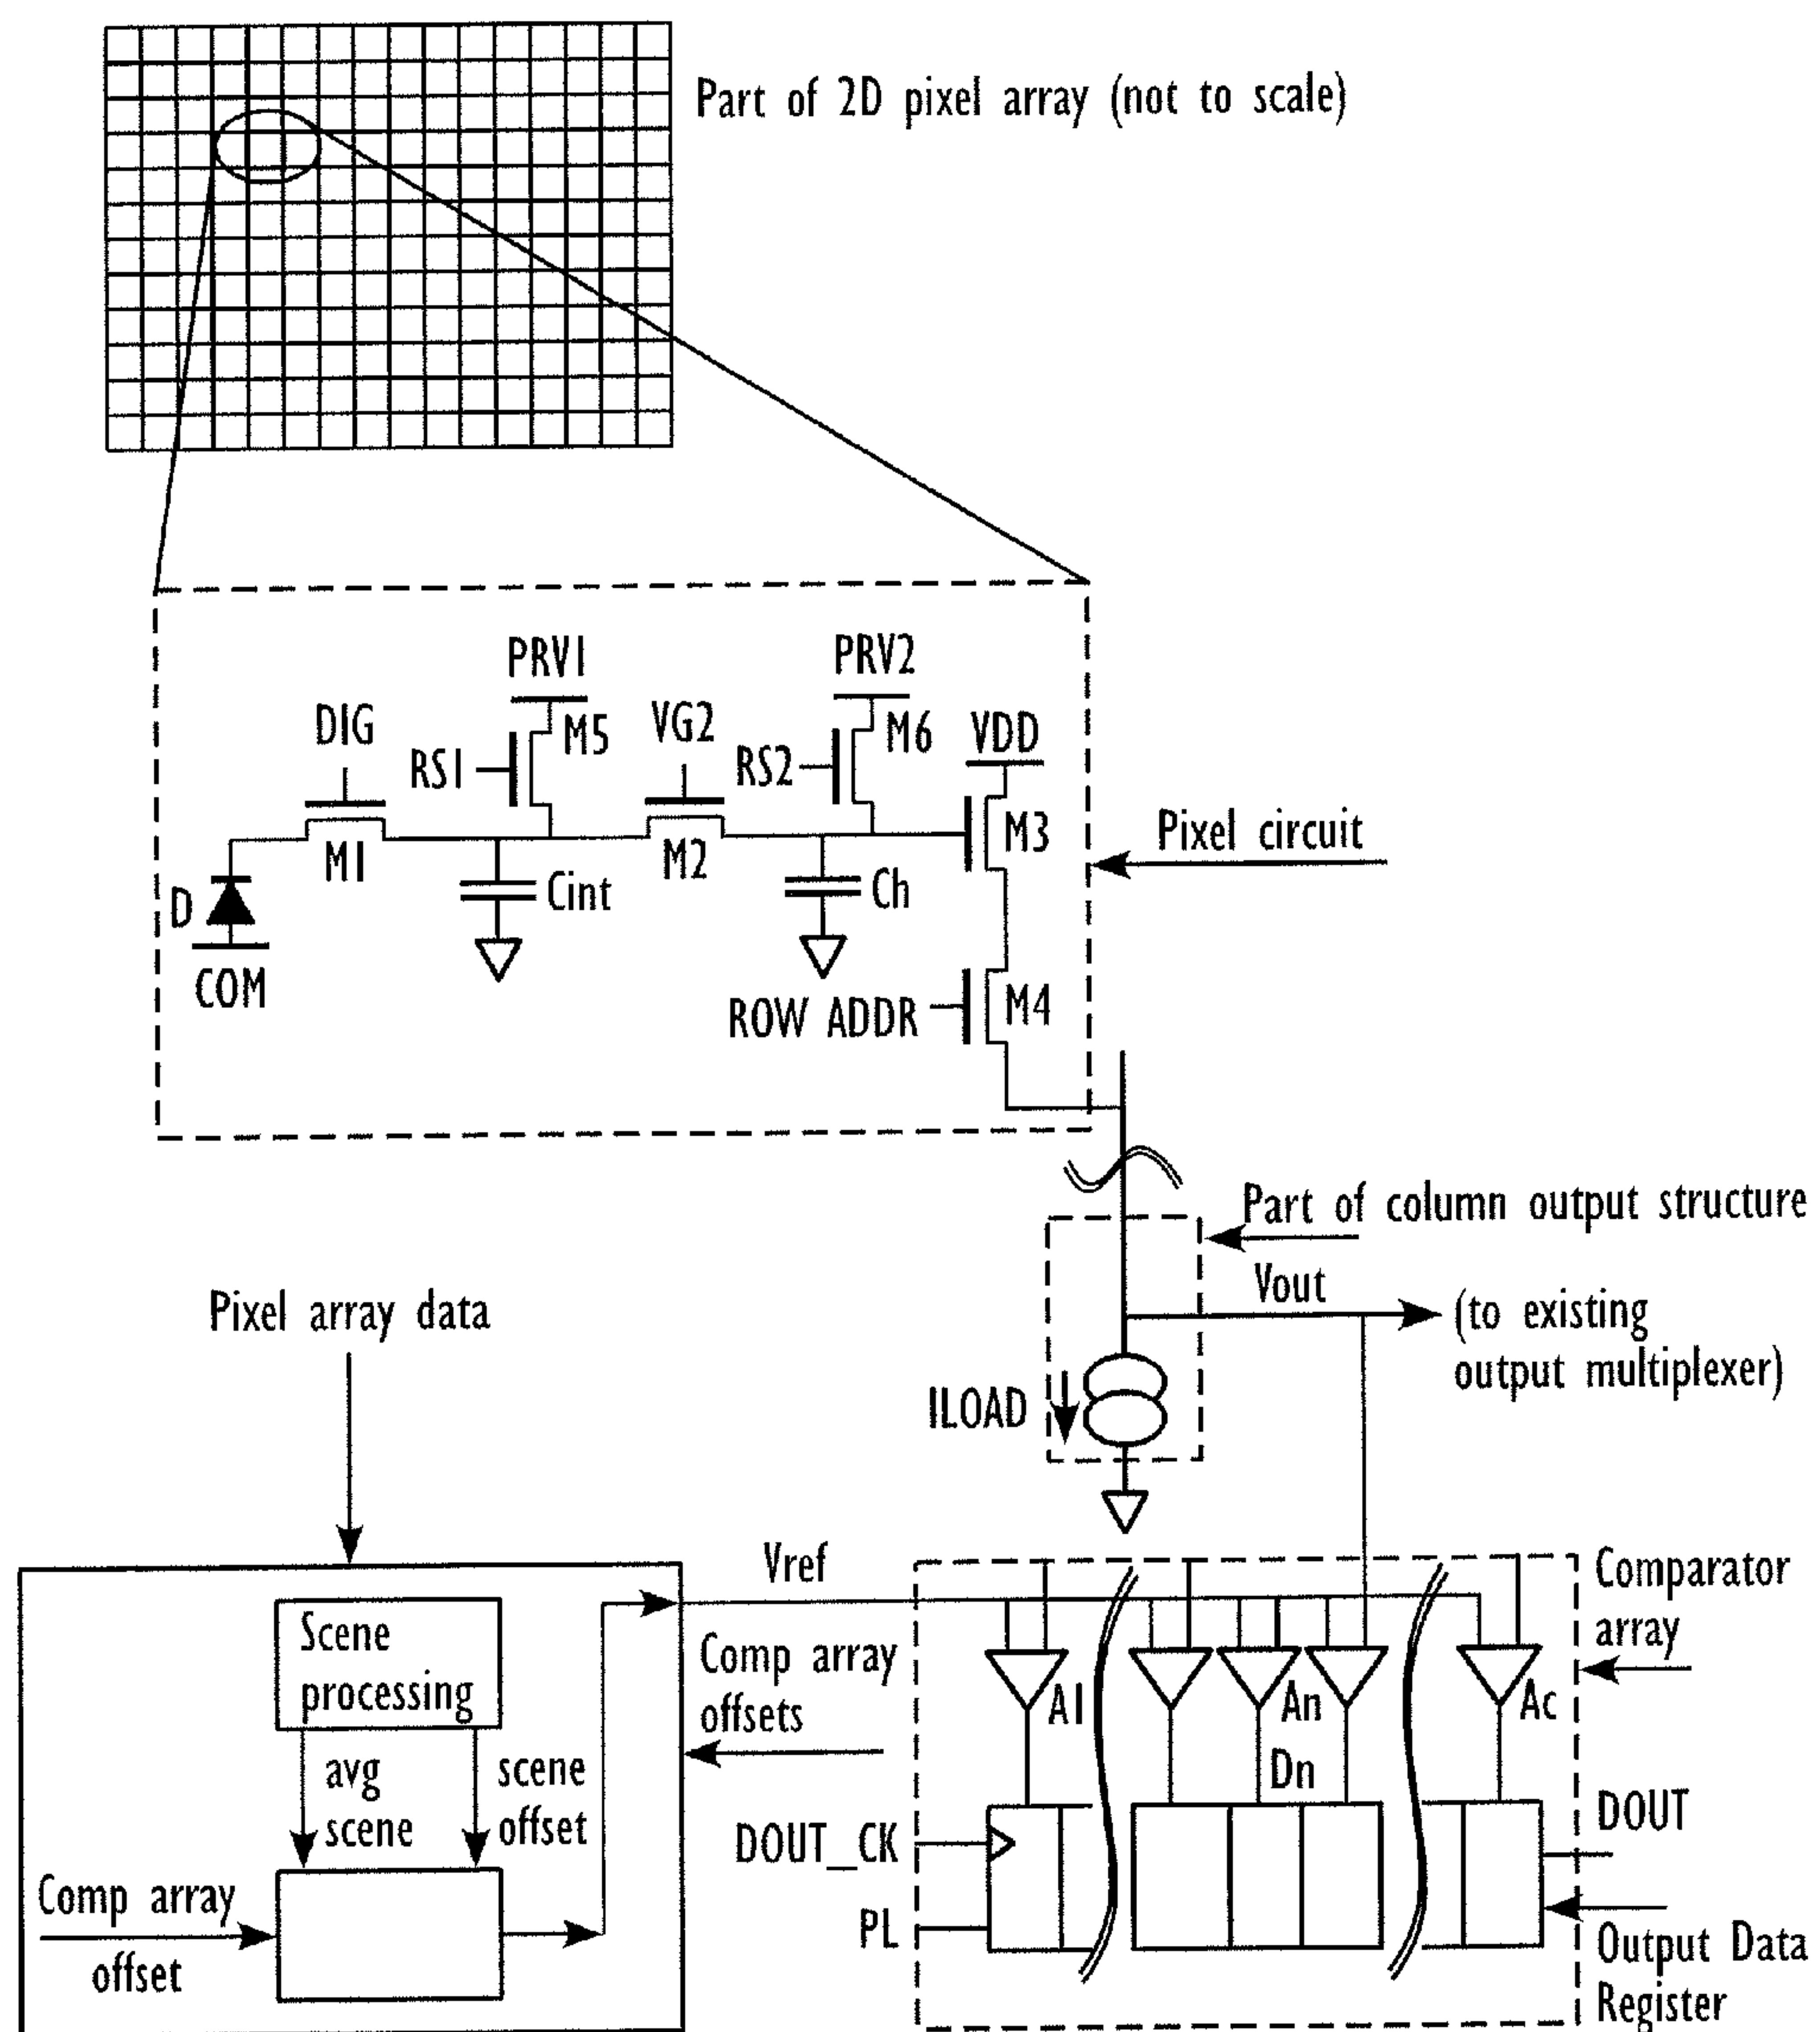 Part of 2D pixel array (not to scale)
PRV1
PRV2
DIG
M5
VG2
M6
VDD
RS1
RS2
M1
M2
M3
Pixel circuit
D
Cint
Ch
COM
ROW ADDR
M4
Part of column output structure
Pixel array data
Vout
(to existing
output multiplexer)
ILOAD
Vref
Comparator
array
Scene
processing
Comp array
offsets
A1
An
Ac
avg
scene
scene
offset
Dn
DOUT_CK
DOUT
Comp array
offset
PL
Output Data
Register